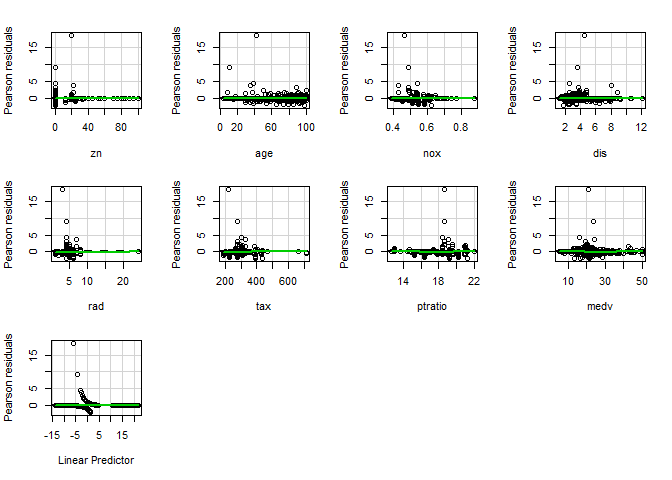 Pearson residuals
0 5 15
0 40 80
zn
Pearson residuals
0 5 15
0 20 60 100
age
Pearson residuals
0 5 15
0.4 0.6 0.8
nox
Pearson residuals
0 5 15
2 4 6 8 12
dis
Pearson residuals
0 5 15
5 10 20
rad
Pearson residuals
0 5 15
200 400 600
tax
Pearson residuals
0 5 15
14 18 22
ptratio
Pearson residuals
0 5 15
10 30 50
medv
Pearson residuals
0 5 15
-15 -5 5 15
Linear Predictor